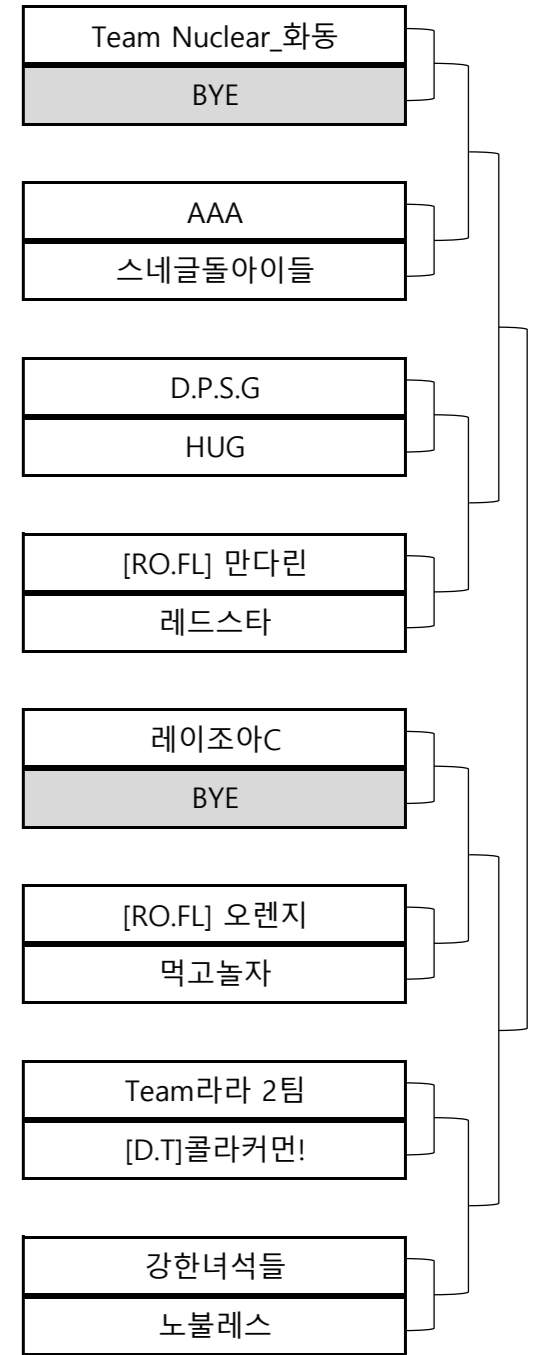 Team Nuclear_화동
BYE
AAA
스네글돌아이들
D.P.S.G
HUG
[RO.FL] 만다린
레드스타
레이조아C
BYE
[RO.FL] 오렌지
먹고놀자
Team라라 2팀
[D.T]콜라커먼!
강한녀석들
노불레스